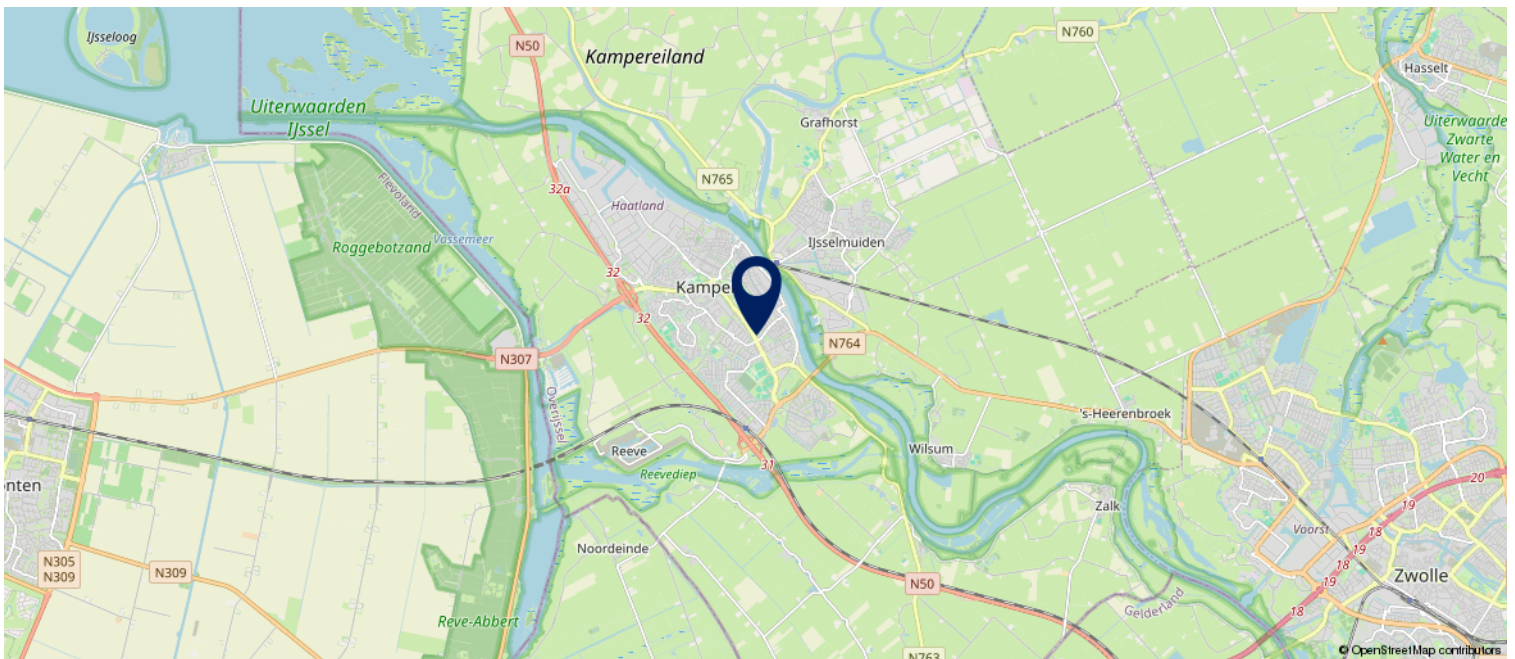 IJsseloog
N50
Kampereiland
N760
Hasselt
Uiterwaarden
IJssel
Grafhorst
Uiterwaarde
Zwarte
Water en
Vecht
N765
32a
Flevoland
Haatland
Roggebotzand
Vossemeer
IJsselmuiden
32
Kampe
32
N764
N307
Overijssel
's-Heerenbroek
Reeve
Wilsum
31
Reevediep
onten
20
19
Zalk
18
Voorst
Noordeinde
19
18
N305
N309
N309
19
Zwolle
N50
18
Gelderland
Reve-Abbert
N763
© OpenStreetMap contributors